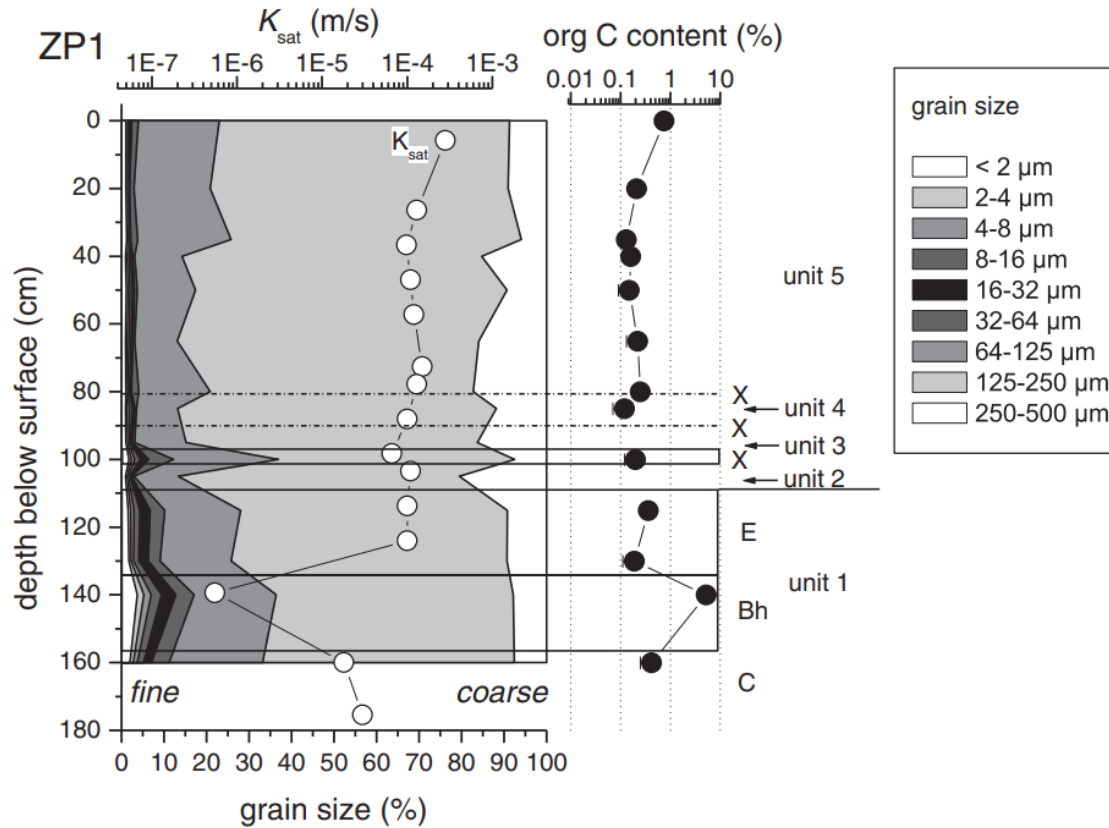 ZP1
Ksat (m/s)
1E-7 1E-6 1E-5 1E-4 1E-3
org C content (%)
0.01 0.1 1 10
grain size
< 2 µm
2-4 µm
4-8 µm
8-16 µm
16-32 µm
32-64 µm
64-125 µm
125-250 µm
250-500 µm
depth below surface (cm)
0
20
40
60
80
100
120
140
160
180
Ksat
unit 5
X
unit 4
X
unit 3
X
unit 2
E
unit 1
Bh
C
fine coarse
0 10 20 30 40 50 60 70 80 90 100
grain size (%)